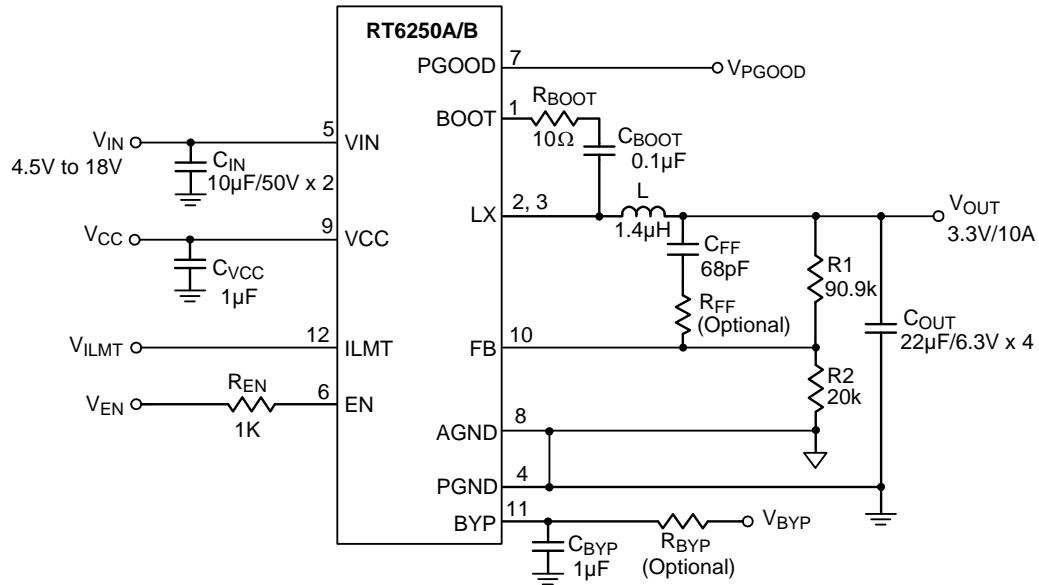 RT6250A/B
PGOOD
7
VPGOOD
BOOT
1
RBOOT
10Ω
CBOOT
0.1µF
VIN
4.5V to 18V
5
VIN
CIN
10µF/50V x 2
LX
2, 3
L
1.4µH
VOUT
3.3V/10A
VCC
9
VCC
CVCC
1µF
CFF
68pF
RFF
(Optional)
R1
90.9k
COUT
22µF/6.3V x 4
VILMT
12
ILMT
FB
10
R2
20k
VEN
REN
1K
6
EN
AGND
8
PGND
4
BYP
11
CBYP
1µF
RBYP
(Optional)
VBYP